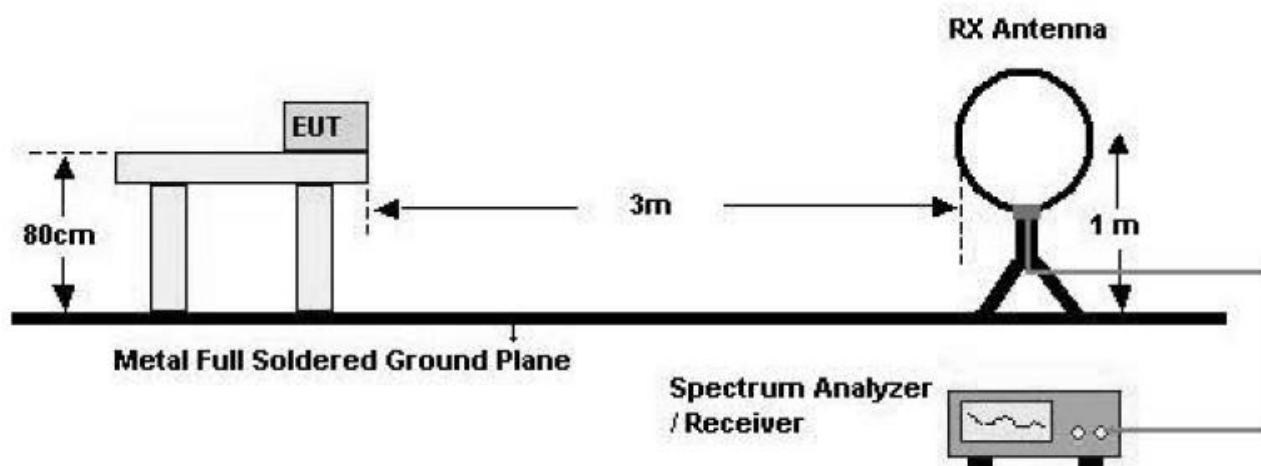 RX Antenna
EUT
80cm
3m
1 m
Metal Full Soldered Ground Plane
Spectrum Analyzer
/ Receiver